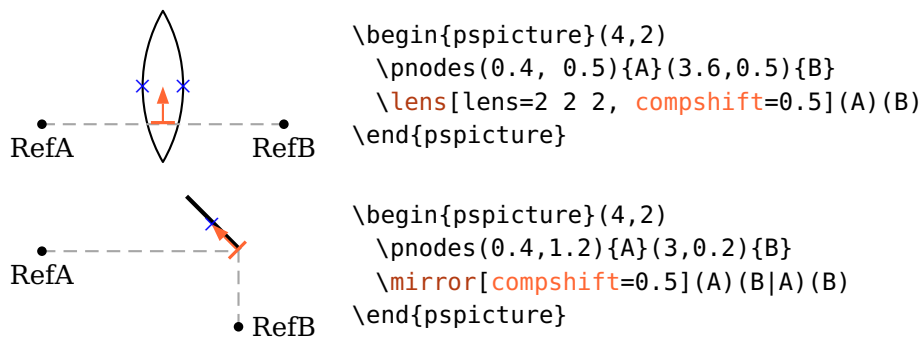 RefA
RefB
\begin{pspicture}(4,2)
  \pnodes(0.4, 0.5){A}(3.6,0.5){B}
  \lens[lens=2 2 2, compshift=0.5](A)(B)
\end{pspicture}
RefA
RefB
\begin{pspicture}(4,2)
  \pnodes(0.4,1.2){A}(3,0.2){B}
  \mirror[compshift=0.5](A)(B|A)(B)
\end{pspicture}